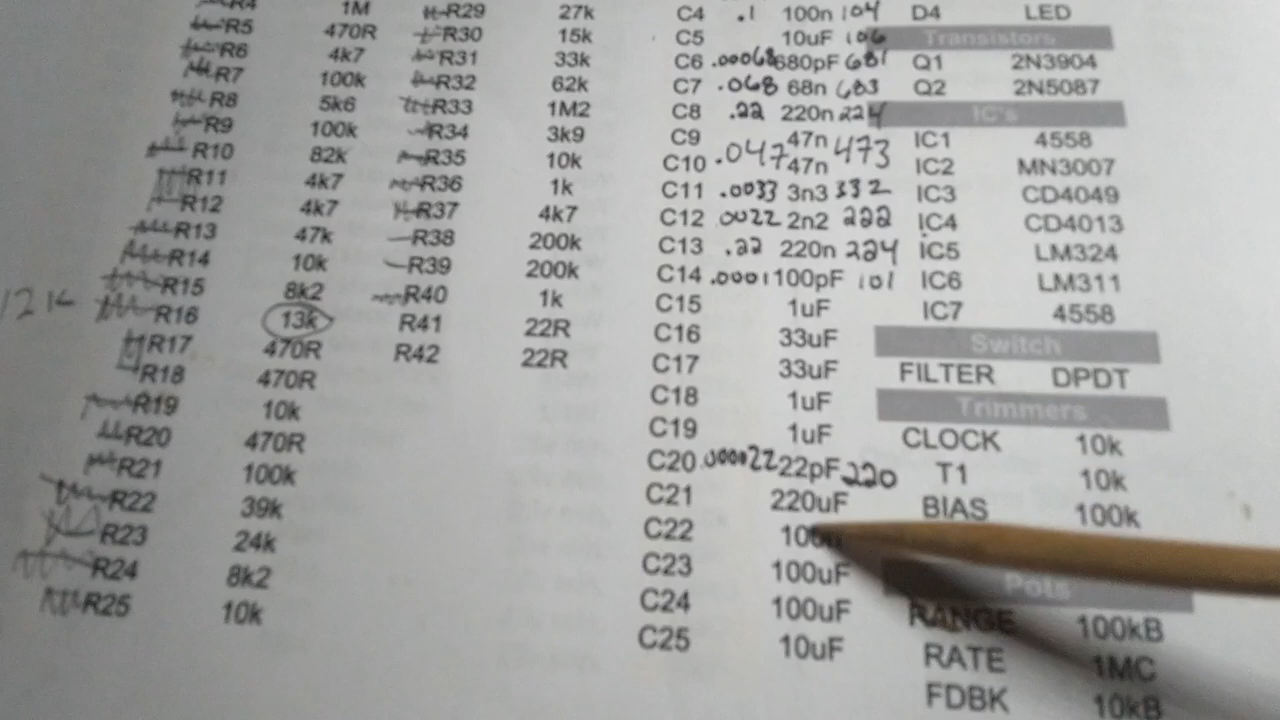 R4 1M R29 27k C4 .1 100n 104 D4 LED
R5 470R R30 15k C5 10uF 106 Transistors
R6 4k7 R31 33k C6 .00068 680pF 681 Q1 2N3904
R7 100k R32 62k C7 .068 68n 683 Q2 2N5087
R8 5k6 R33 1M2 C8 .22 220n 224 IC's
R9 100k R34 3k9 C9 47n IC1 4558
R10 82k R35 10k C10 .047 47n 473 IC2 MN3007
R11 4k7 R36 1k C11 .0033 3n3 332 IC3 CD4049
R12 4k7 R37 4k7 C12 .0022 2n2 222 IC4 CD4013
R13 47k R38 200k C13 .22 220n 224 IC5 LM324
R14 10k R39 200k C14 .0001 100pF 101 IC6 LM311
R15 8k2 R40 1k C15 1uF IC7 4558
12k R16 13k R41 22R C16 33uF Switch
R17 470R R42 22R C17 33uF FILTER DPDT
R18 470R C18 1uF Trimmers
R19 10k C19 1uF CLOCK 10k
R20 470R C20 .000022 22pF 220 T1 10k
R21 100k C21 220uF BIAS 100k
R22 39k C22
R23 24k C23 100uF Pots
R24 8k2 C24 100uF RANGE 100kB
R25 10k C25 10uF RATE 1MC
FDBK 10kB